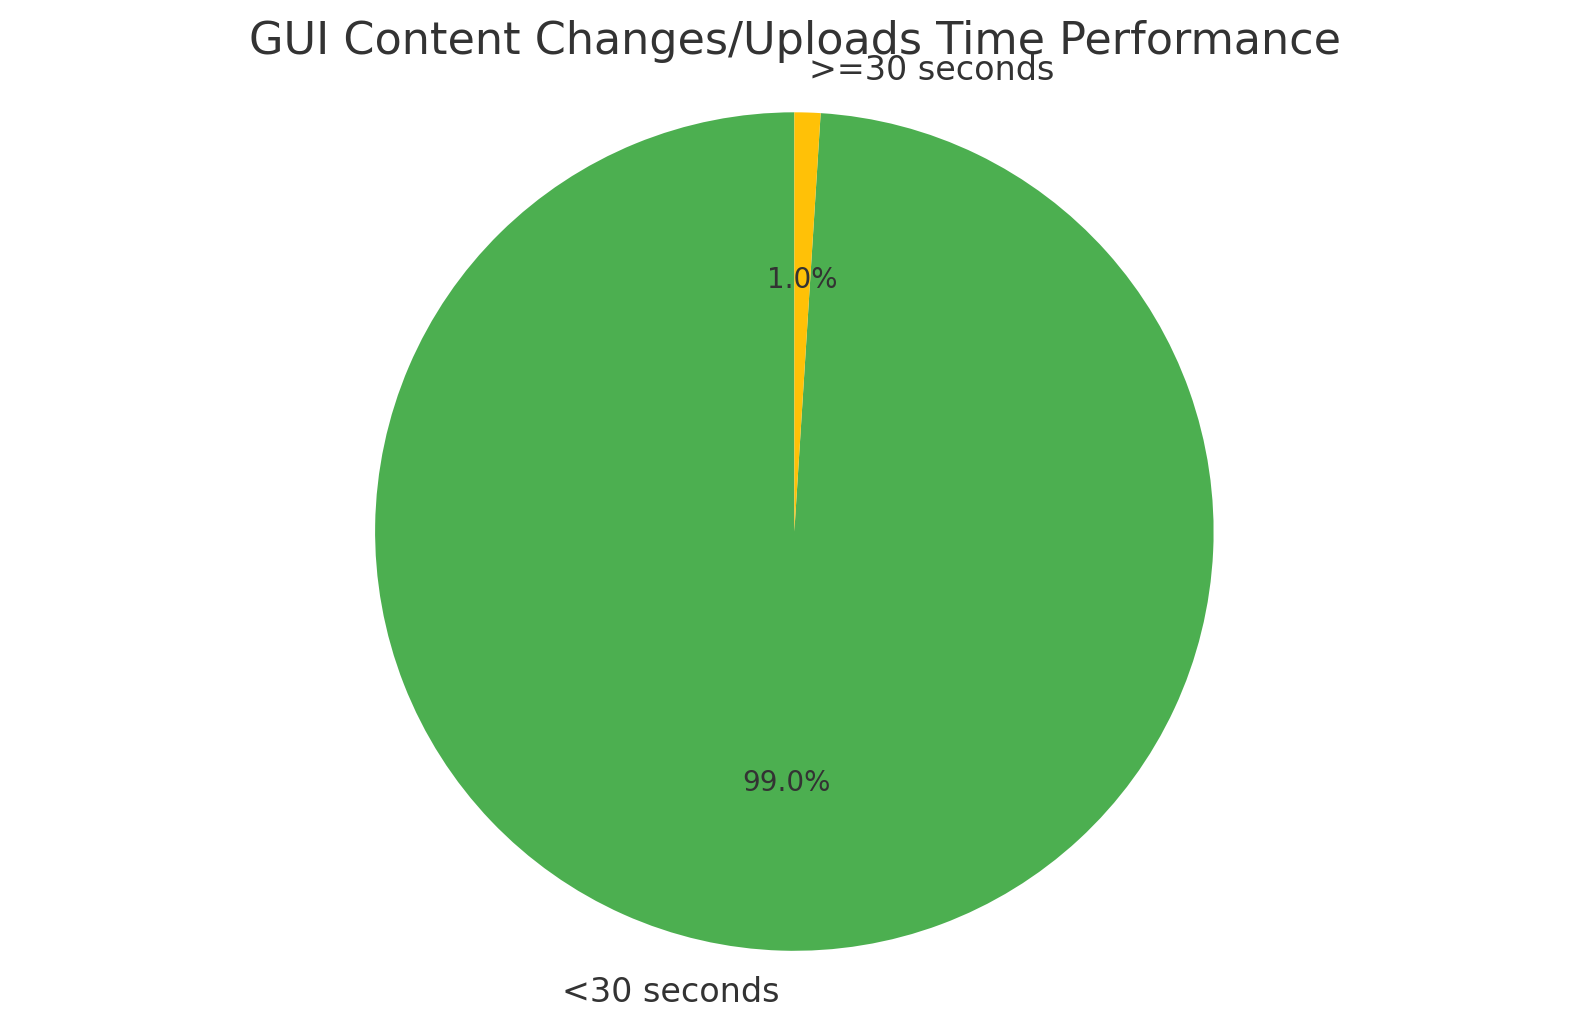 GUI Content Changes/Uploads Time Performance
>=30 seconds
1.0%
99.0%
<30 seconds